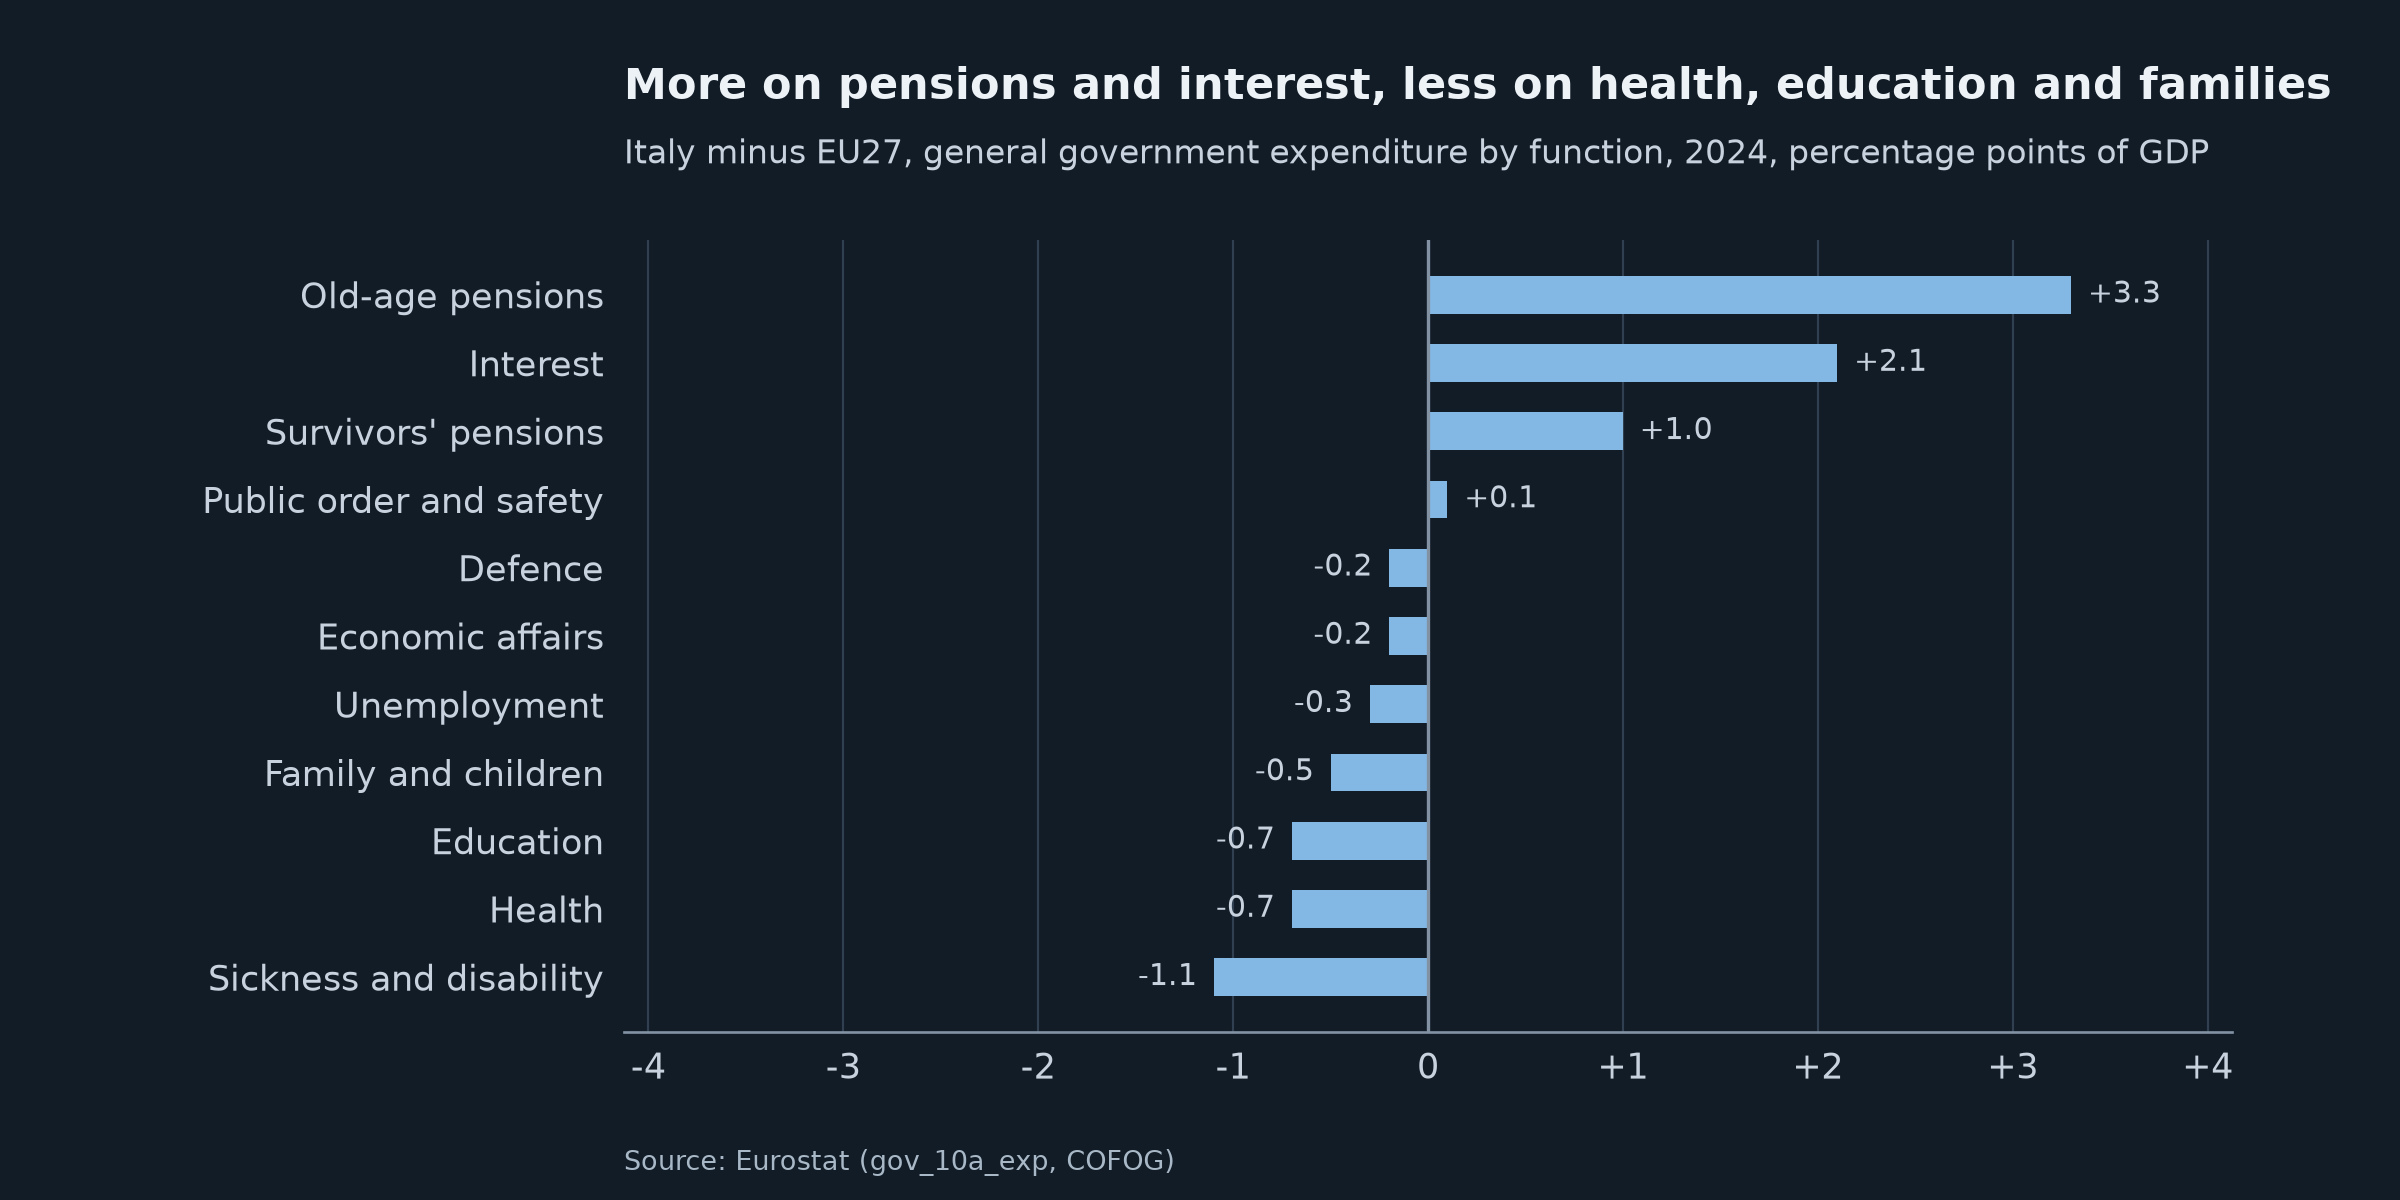 More on pensions and interest, less on health, education and families
Italy minus EU27, general government expenditure by function, 2024, percentage points of GDP
Old-age pensions +3.3
Interest +2.1
Survivors' pensions +1.0
Public order and safety +0.1
Defence -0.2
Economic affairs -0.2
Unemployment -0.3
Family and children -0.5
Education -0.7
Health -0.7
Sickness and disability -1.1
-4 -3 -2 -1 0 +1 +2 +3 +4
Source: Eurostat (gov_10a_exp, COFOG)